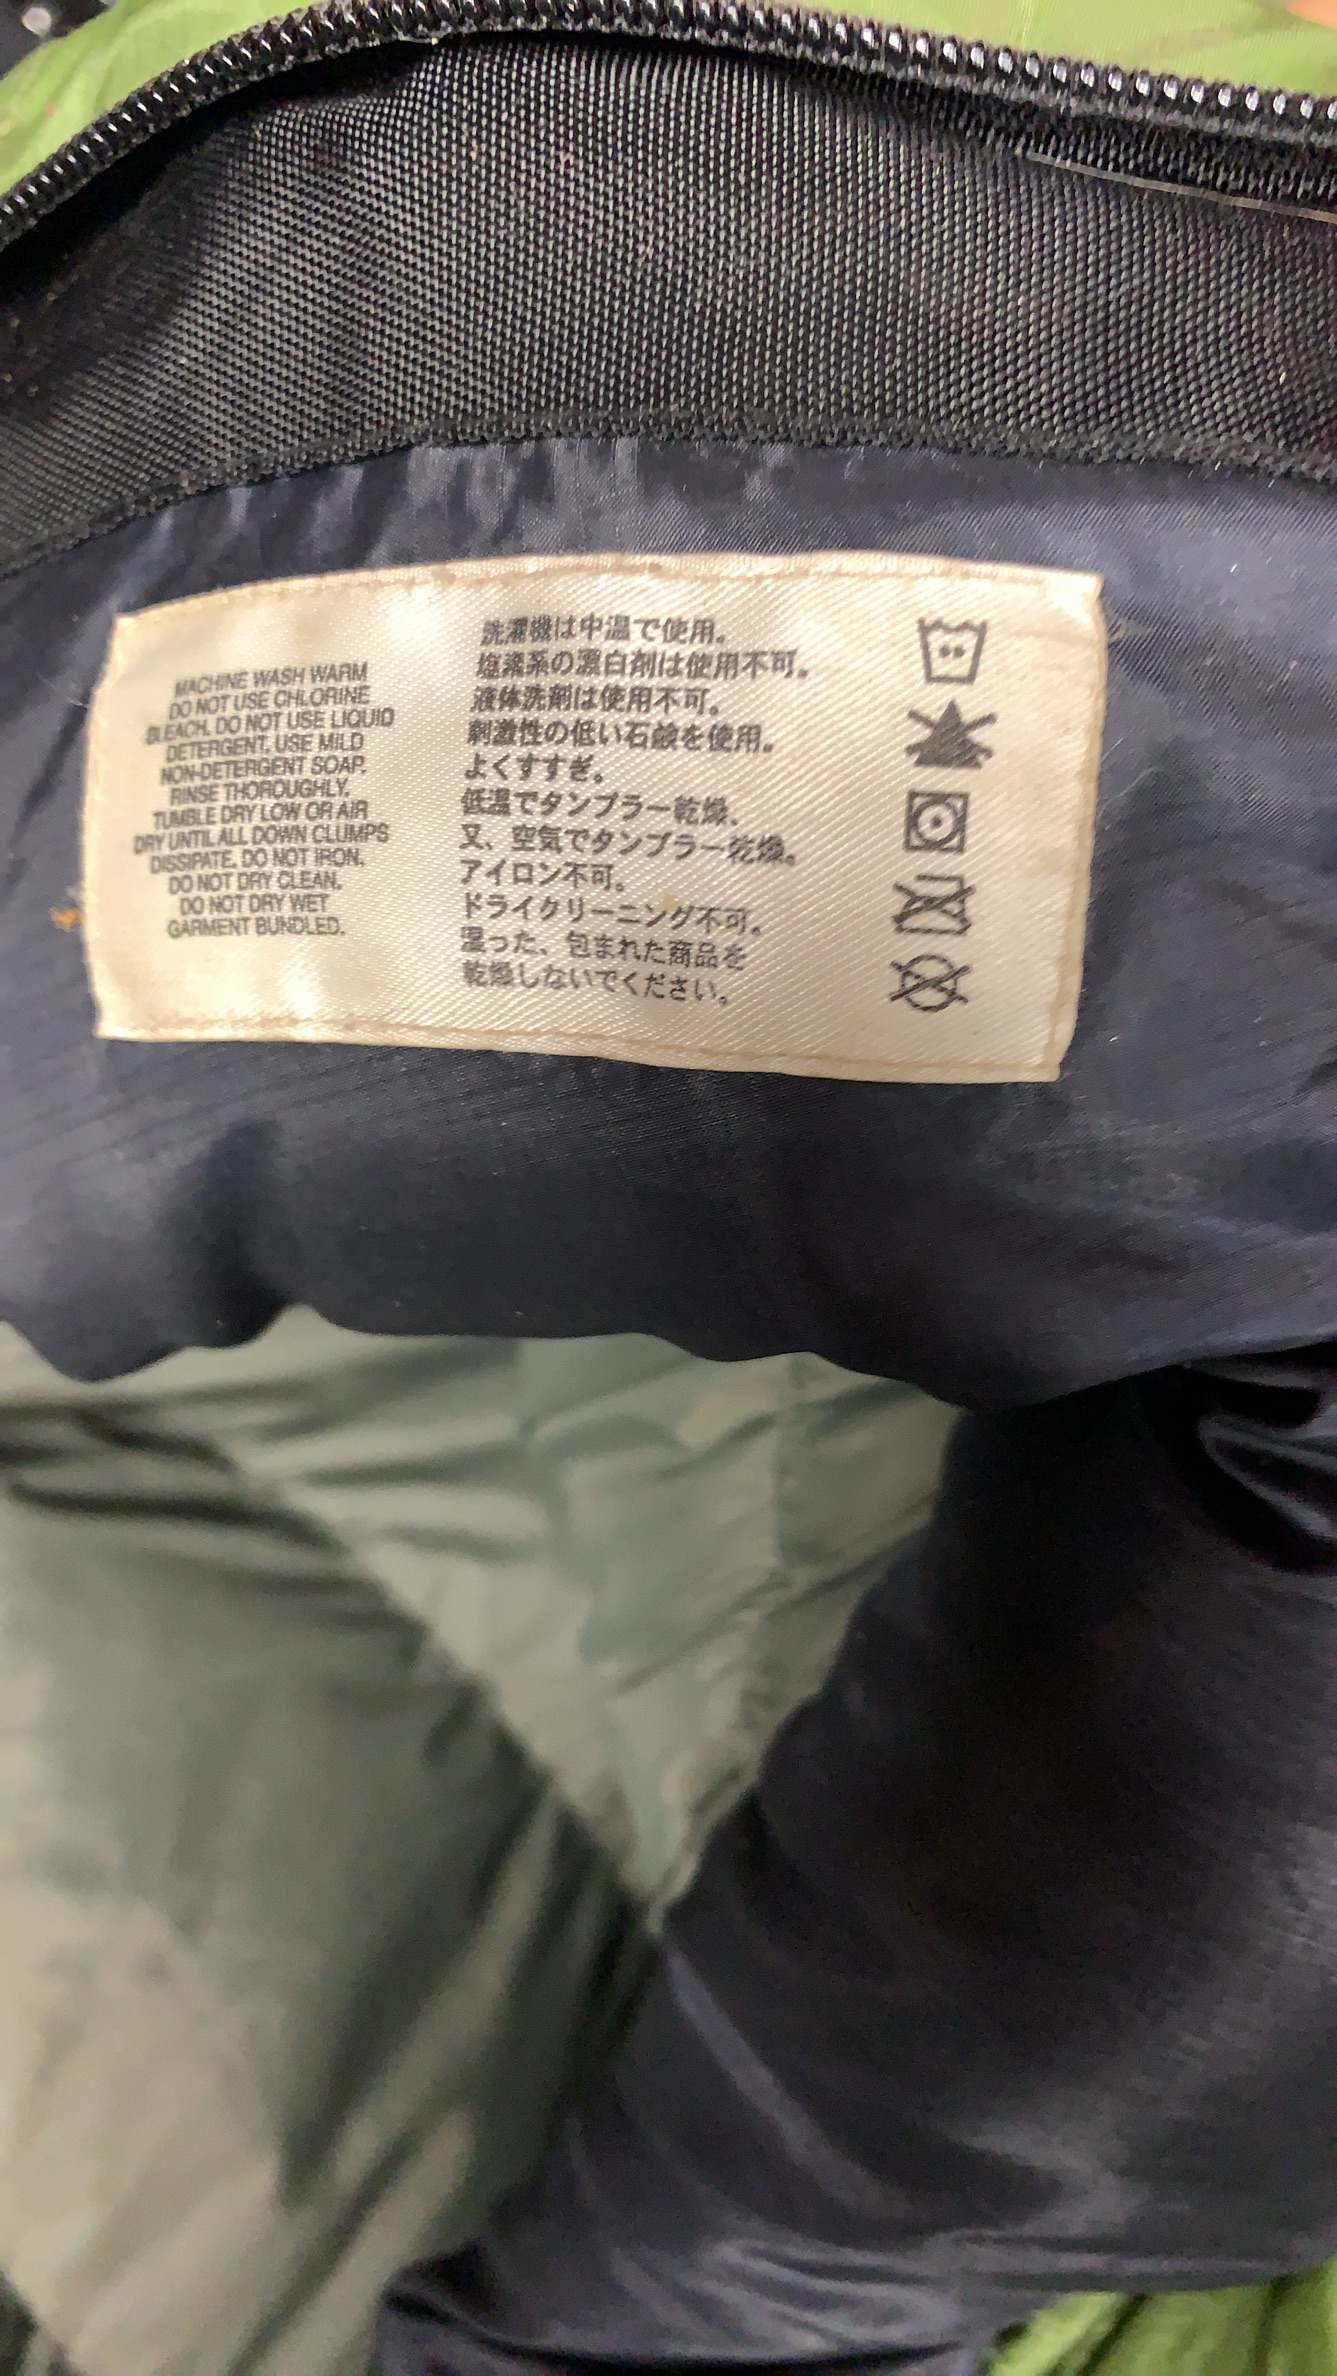 MACHINE WASH WARM
DO NOT USE CHLORINE
BLEACH. DO NOT USE LIQUID
DETERGENT, USE MILD
NON-DETERGENT SOAP.
RINSE THOROUGHLY.
TUMBLE DRY LOW OR AIR
DRY UNTIL ALL DOWN CLUMPS
DISSIPATE. DO NOT IRON.
DO NOT DRY CLEAN.
DO NOT DRY WET
GARMENT BUNDLED.
洗濯機は中温で使用。
塩素系の漂白剤は使用不可。
液体洗剤は使用不可。
刺激性の低い石鹸を使用。
よくすすぎ。
低温でタンブラー乾燥、
又、空気でタンブラー乾燥。
アイロン不可。
ドライクリーニング不可。
湿った、包まれた商品を
乾燥しないでください。